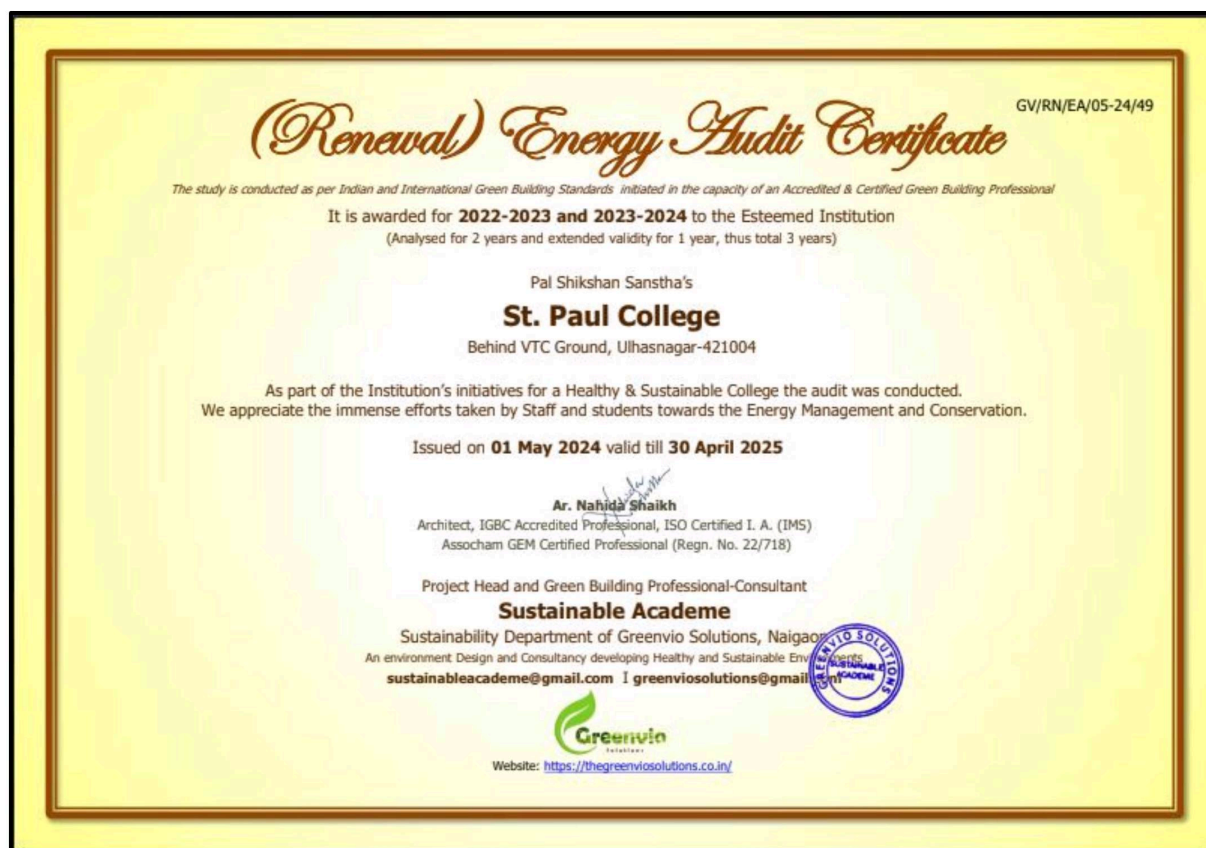 GV/RN/EA/05-24/49
(Renewal) Energy Audit Certificate
The study is conducted as per Indian and International Green Building Standards initiated in the capacity of an Accredited & Certified Green Building Professional
It is awarded for 2022-2023 and 2023-2024 to the Esteemed Institution
(Analysed for 2 years and extended validity for 1 year, thus total 3 years)
Pal Shikshan Sanstha's
St. Paul College
Behind VTC Ground, Ulhasnagar-421004
As part of the Institution's initiatives for a Healthy & Sustainable College the audit was conducted.
We appreciate the immense efforts taken by Staff and students towards the Energy Management and Conservation.
Issued on 01 May 2024 valid till 30 April 2025
Ar. Nahida Shaikh
Architect, IGBC Accredited Professional, ISO Certified I. A. (IMS)
Assocham GEM Certified Professional (Regn. No. 22/718)
Project Head and Green Building Professional-Consultant
Sustainable Academe
Sustainability Department of Greenvio Solutions, Naigaon
An environment Design and Consultancy developing Healthy and Sustainable Environments
sustainableacademe@gmail.com I greenviosolutions@gmail.com
GREENVIO SOLUTIONS
SUSTAINABLE
ACADEME
Greenvio
Solutions
Website: https://thegreenviosolutions.co.in/